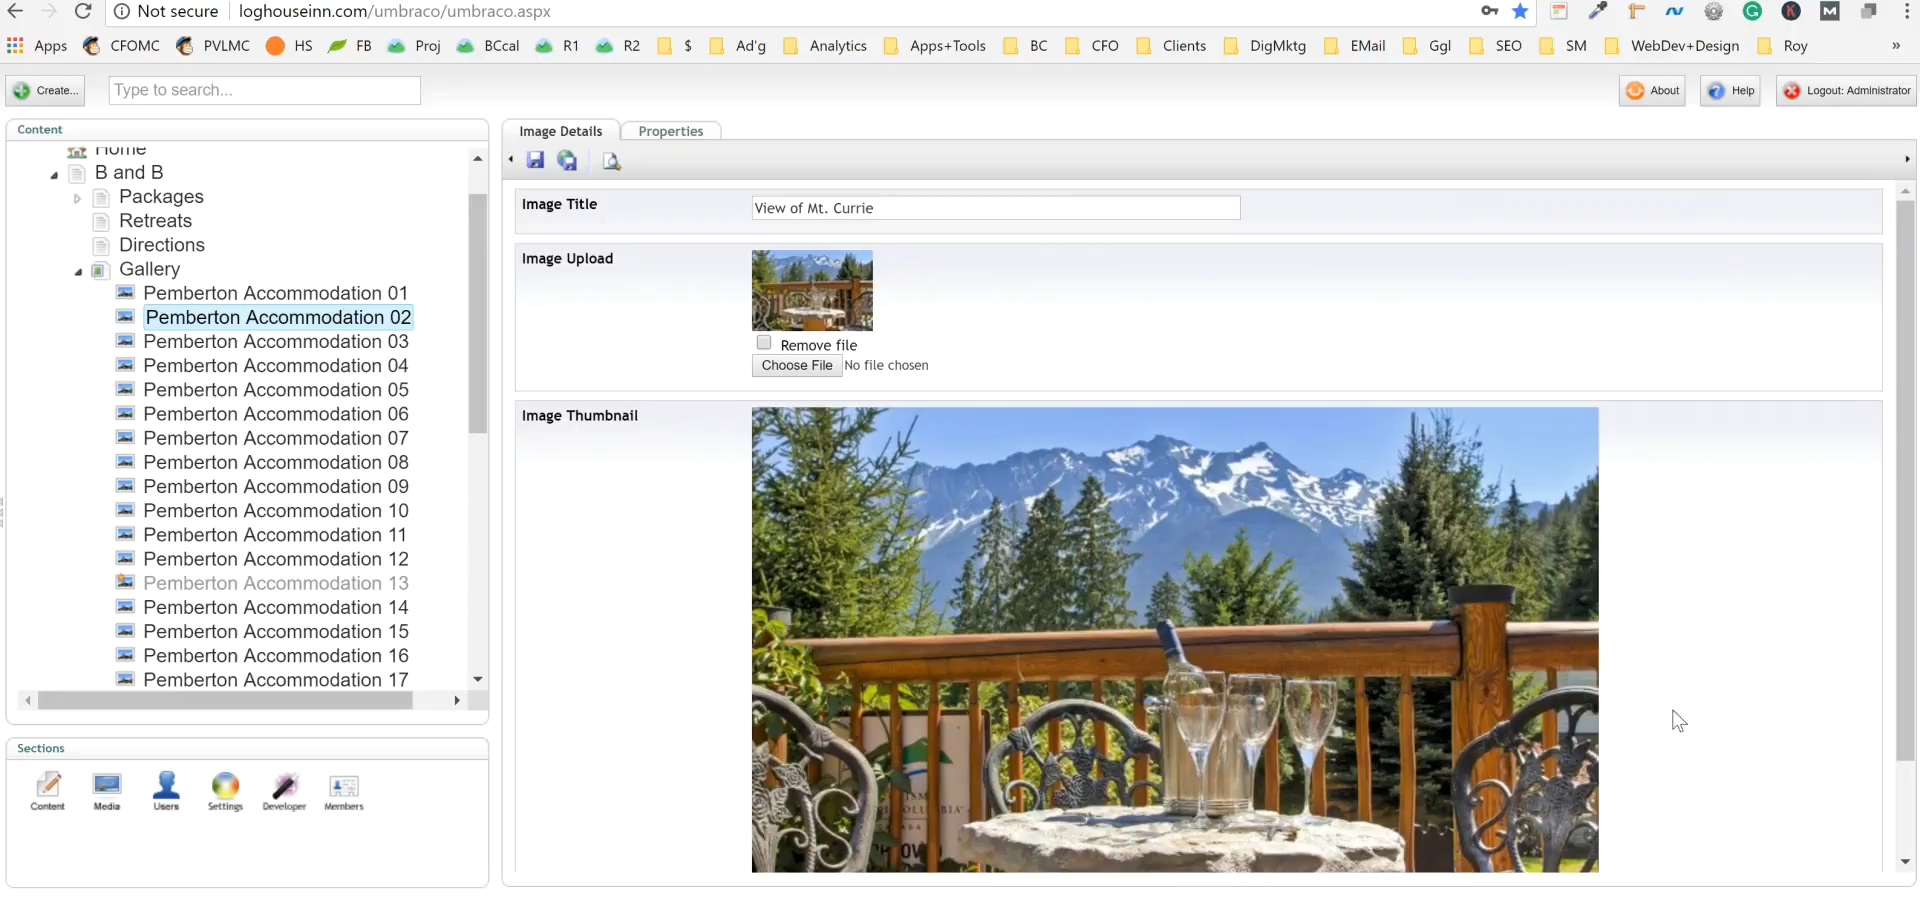 Not secure loghouseinn.com/umbraco/umbraco.aspx
Apps CFOMC PVLMC HS FB Proj BCcal R1 R2 $ Ad'g Analytics Apps+Tools BC CFO Clients DigMktg EMail Ggl SEO SM WebDev+Design Roy »
Create... Type to search... About Help Logout: Administrator
Content
Home
B and B
Packages
Retreats
Directions
Gallery
Pemberton Accommodation 01
Pemberton Accommodation 02
Pemberton Accommodation 03
Pemberton Accommodation 04
Pemberton Accommodation 05
Pemberton Accommodation 06
Pemberton Accommodation 07
Pemberton Accommodation 08
Pemberton Accommodation 09
Pemberton Accommodation 10
Pemberton Accommodation 11
Pemberton Accommodation 12
Pemberton Accommodation 13
Pemberton Accommodation 14
Pemberton Accommodation 15
Pemberton Accommodation 16
Pemberton Accommodation 17
Sections
Content Media Users Settings Developer Members
Image Details Properties
Image Title View of Mt. Currie
Image Upload
Remove file
Choose File No file chosen
Image Thumbnail